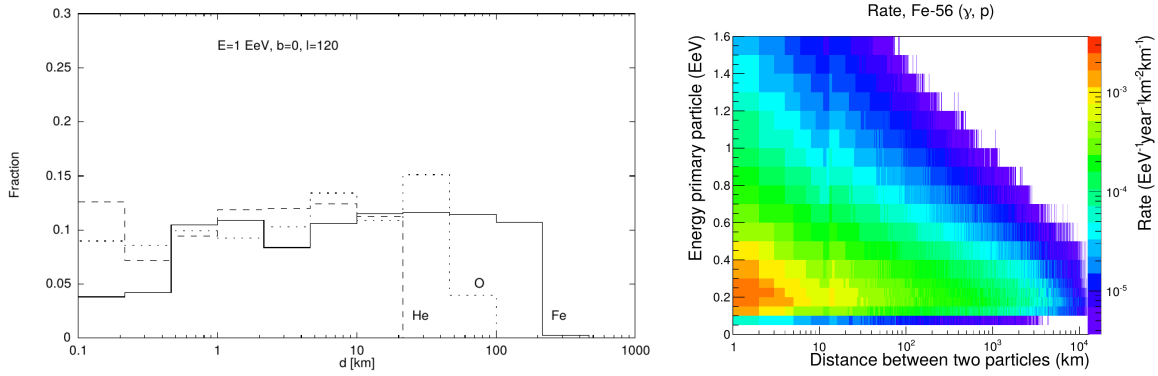 0.3
0.25
0.2
0.15
0.1
0.05
0
Fraction
E=1 EeV, b=0, l=120
O
He
Fe
0.1
1
10
100
1000
d [km]
Rate, Fe-56 (γ, p)
Energy primary particle (EeV)
1.6
1.4
1.2
1
0.8
0.6
0.4
0.2
0
1
10
10²
10³
10⁴
Distance between two particles (km)
10⁻³
10⁻⁴
10⁻⁵
Rate (EeV⁻¹year⁻¹km⁻²km⁻¹)